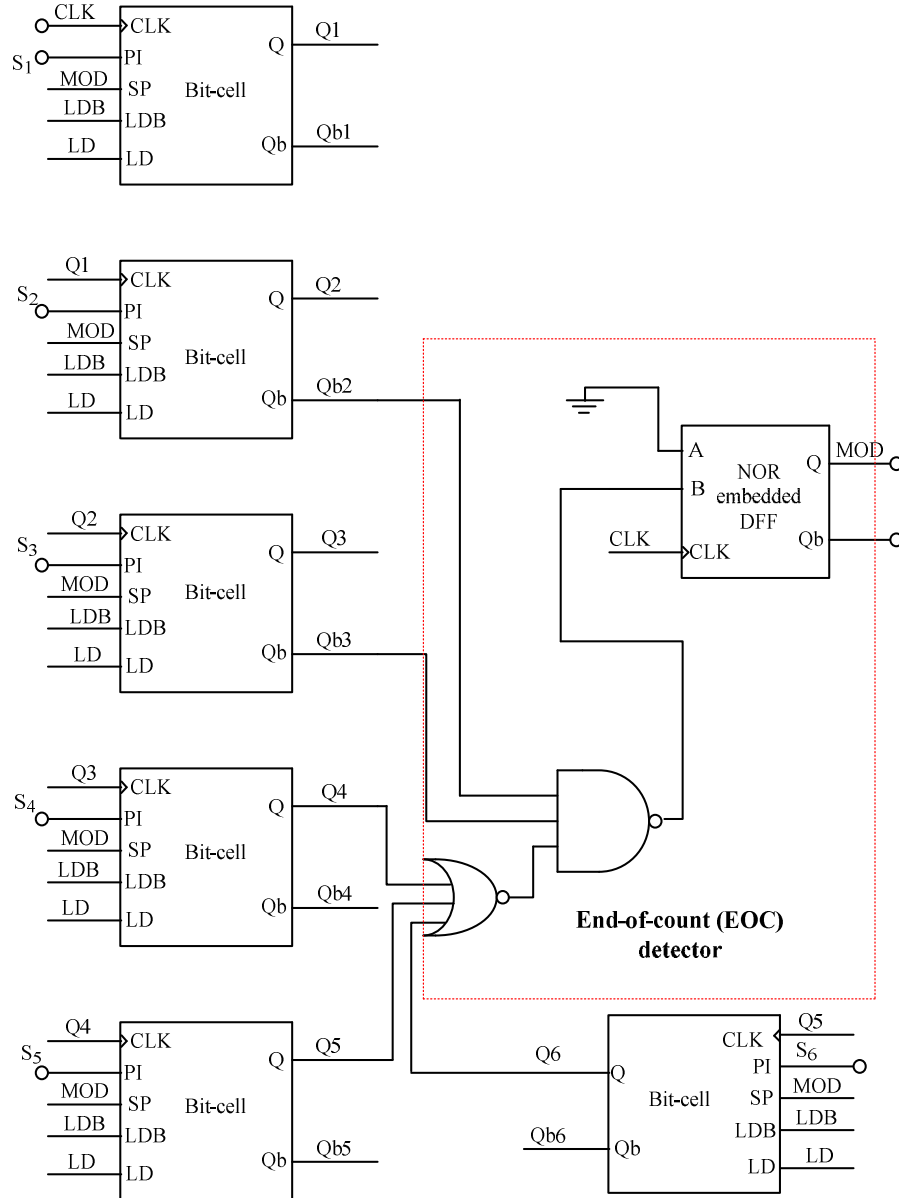 CLK
CLK
Q
Q1
S1
PI
MOD
SP
Bit-cell
LDB
LDB
Qb
Qb1
LD
LD
Q1
CLK
Q
Q2
S2
PI
MOD
SP
Bit-cell
LDB
LDB
Qb
Qb2
LD
LD
A
NOR
embedded
DFF
Q
MOD
B
CLK
CLK
Qb
Q2
CLK
Q
Q3
S3
PI
MOD
SP
Bit-cell
LDB
LDB
Qb
Qb3
LD
LD
Q3
CLK
Q
Q4
S4
PI
MOD
SP
Bit-cell
LDB
LDB
Qb
Qb4
LD
LD
End-of-count (EOC)
detector
Q4
CLK
Q
Q5
S5
PI
MOD
SP
Bit-cell
LDB
LDB
Qb
Qb5
LD
LD
Q5
CLK
S6
PI
Q6
Q
Bit-cell
SP
MOD
LDB
LDB
Qb6
Qb
LD
LD